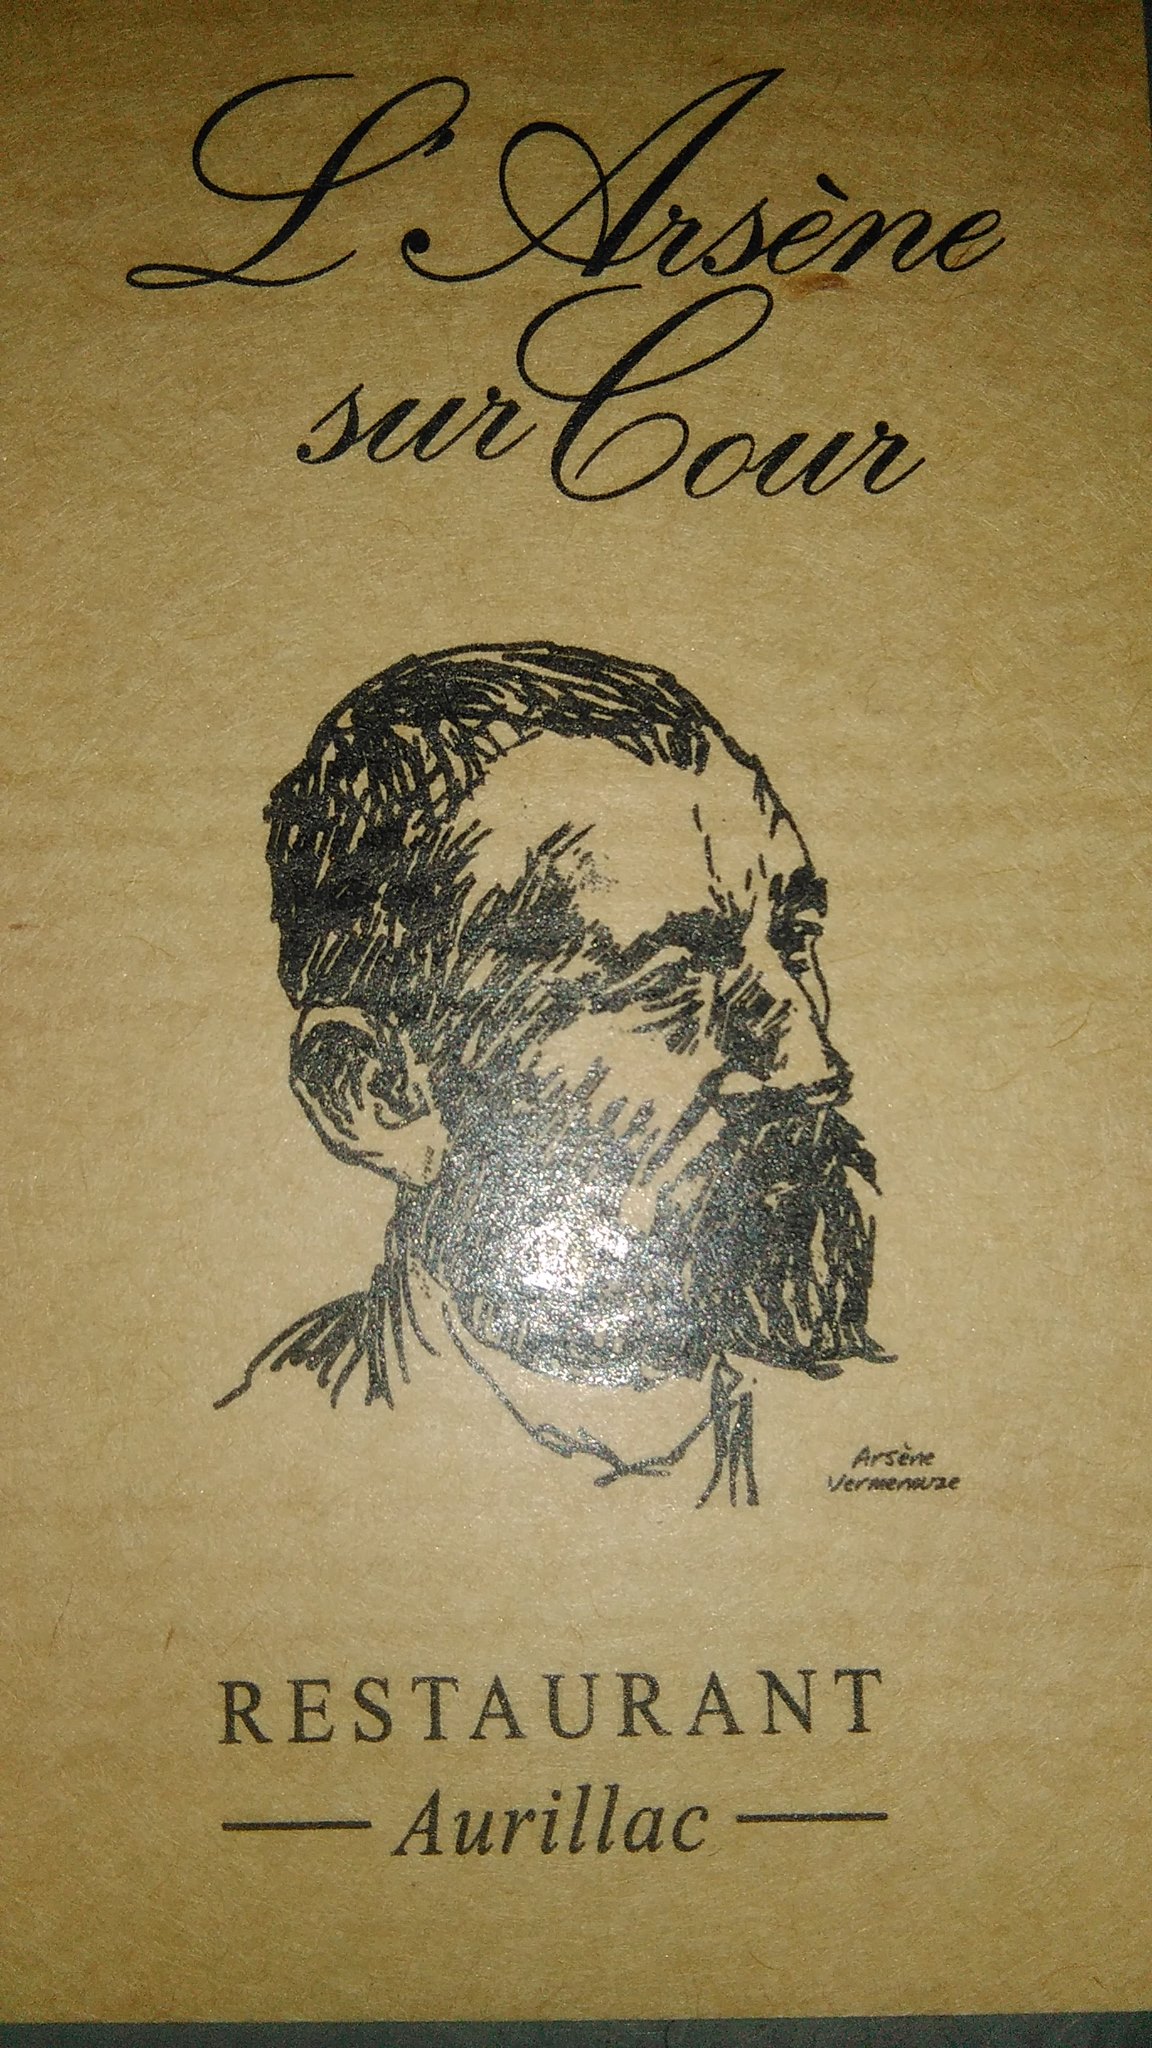 L'Arsène
sur Cour
Arsène
Vermenouze
RESTAURANT
Aurillac